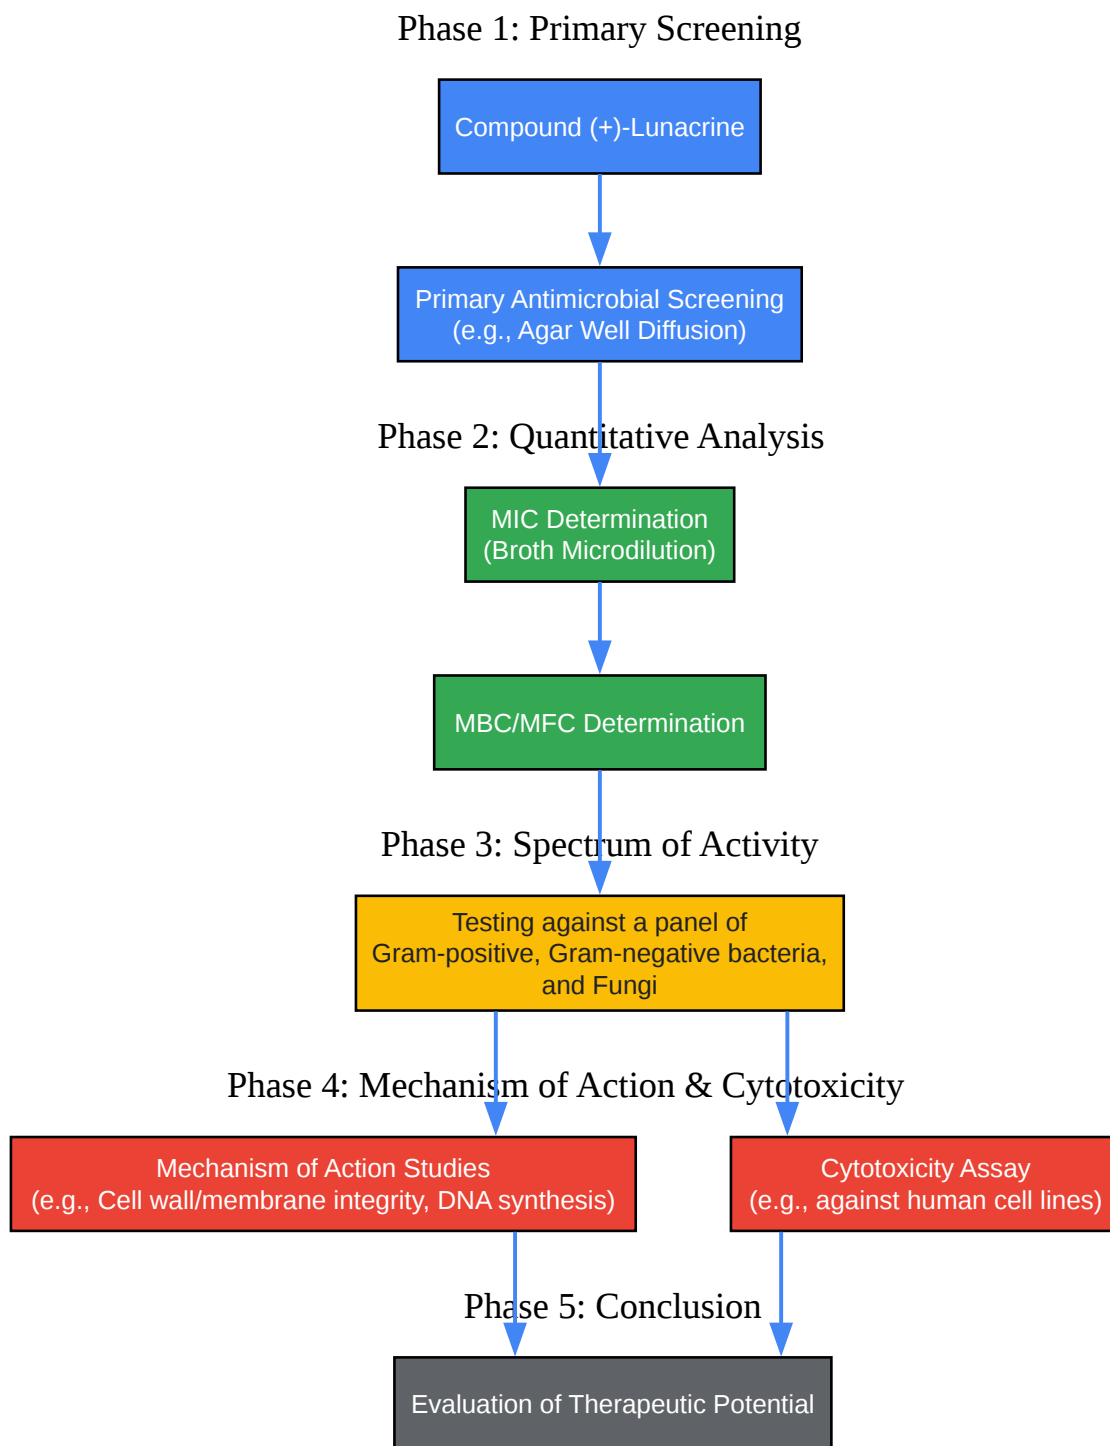 Phase 1: Primary Screening
Compound (+)-Lunacrine
Primary Antimicrobial Screening
(e.g., Agar Well Diffusion)
Phase 2: Quantitative Analysis
MIC Determination
(Broth Microdilution)
MBC/MFC Determination
Phase 3: Spectrum of Activity
Testing against a panel of
Gram-positive, Gram-negative bacteria,
and Fungi
Phase 4: Mechanism of Action & Cytotoxicity
Mechanism of Action Studies
(e.g., Cell wall/membrane integrity, DNA synthesis)
Cytotoxicity Assay
(e.g., against human cell lines)
Phase 5: Conclusion
Evaluation of Therapeutic Potential